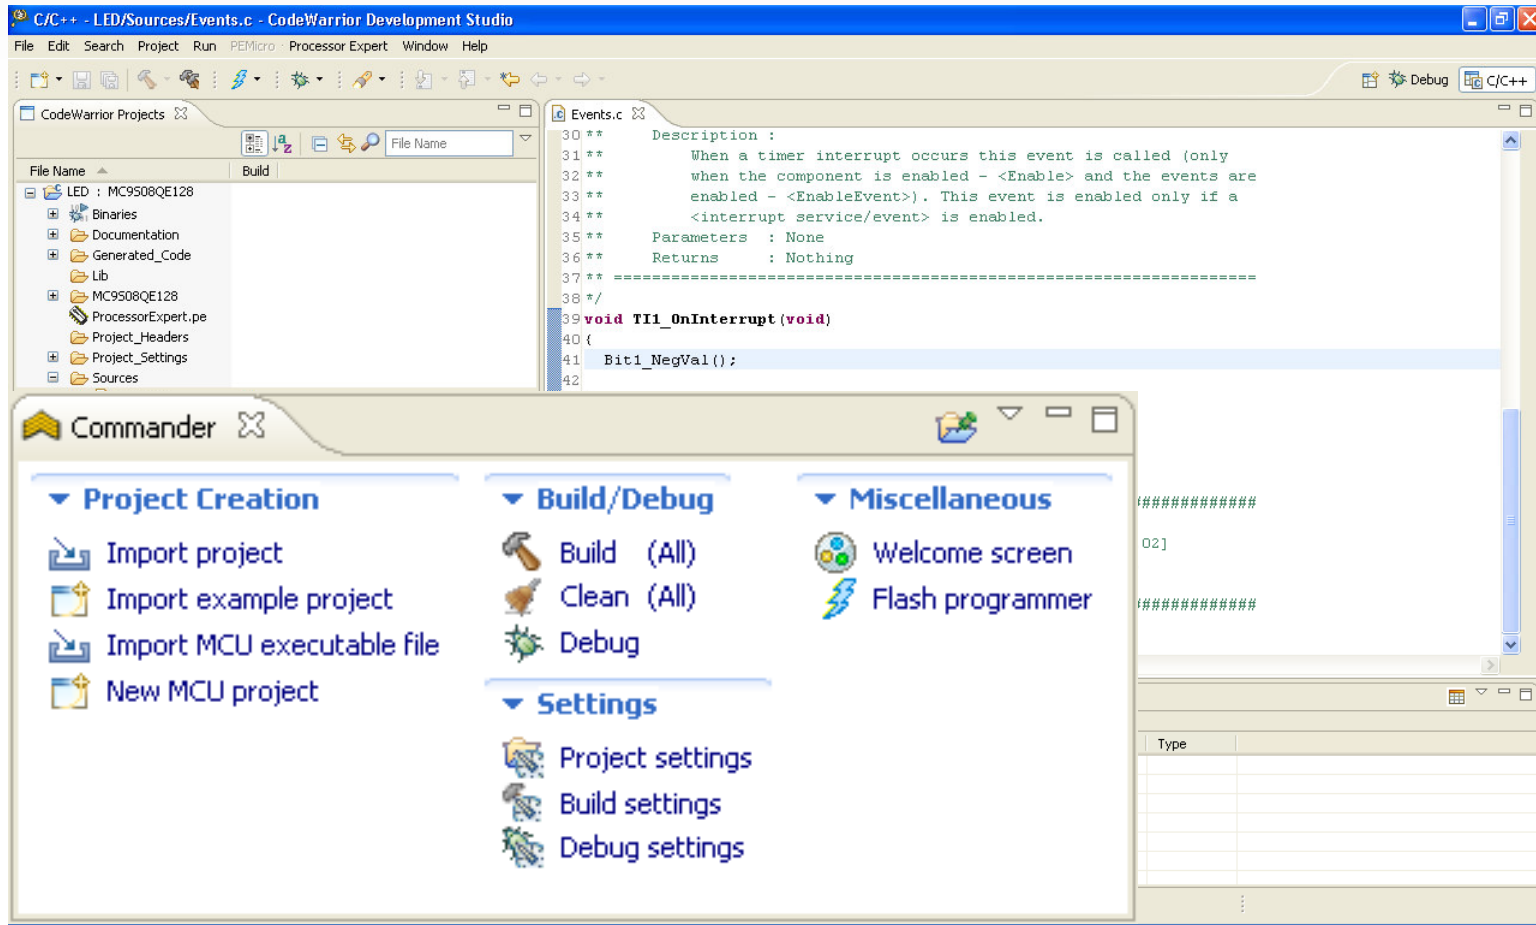 C/C++ - LED/Sources/Events.c - CodeWarrior Development Studio
File Edit Search Project Run PEMicro Processor Expert Window Help
Debug C/C++
CodeWarrior Projects
File Name
File Name Build
LED : MC9S08QE128
Binaries
Documentation
Generated_Code
Lib
MC9S08QE128
ProcessorExpert.pe
Project_Headers
Project_Settings
Sources
Events.c
30 ** Description :
31 ** When a timer interrupt occurs this event is called (only
32 ** when the component is enabled - <Enable> and the events are
33 ** enabled - <EnableEvent>). This event is enabled only if a
34 ** <interrupt service/event> is enabled.
35 ** Parameters : None
36 ** Returns : Nothing
37 ** ===================================================================
38 */
39 void TI1_OnInterrupt(void)
40 {
41 Bit1_NegVal();
42
############
02]
############
Type
Commander
Project Creation
Import project
Import example project
Import MCU executable file
New MCU project
Build/Debug
Build (All)
Clean (All)
Debug
Settings
Project settings
Build settings
Debug settings
Miscellaneous
Welcome screen
Flash programmer